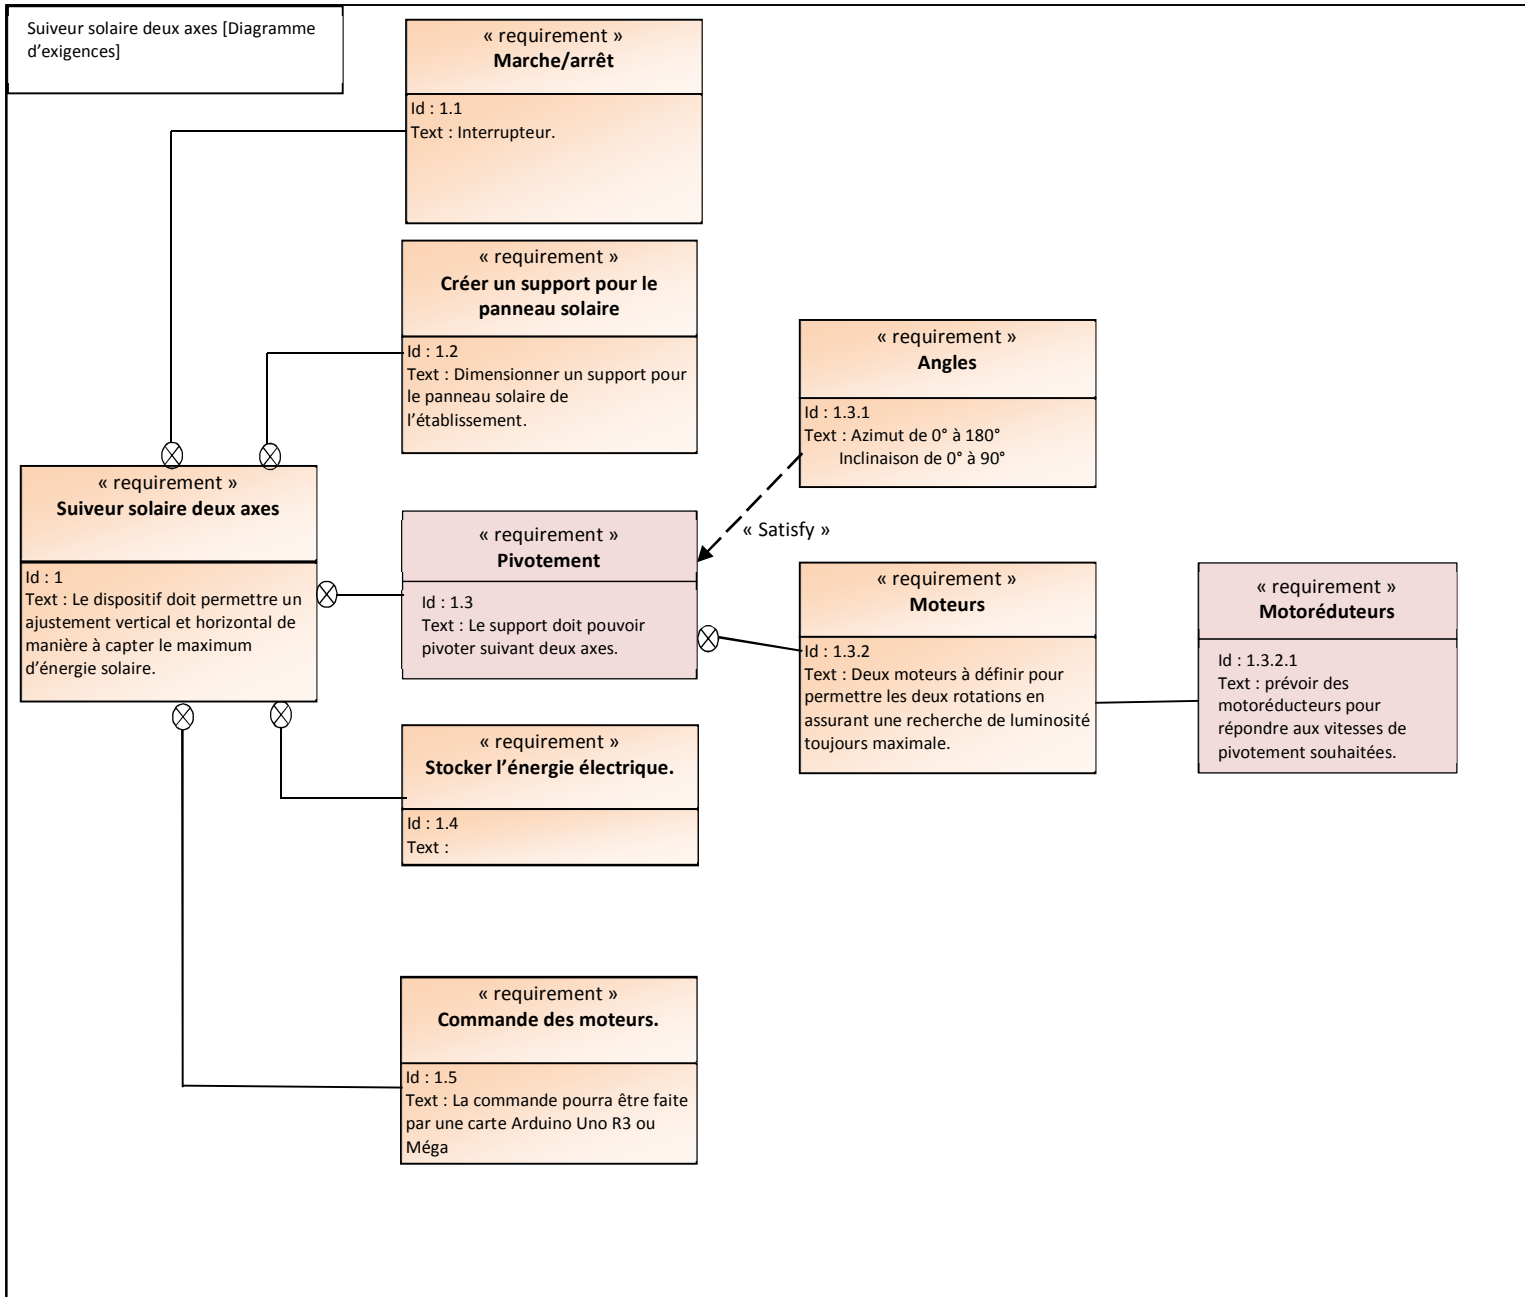 Suiveur solaire deux axes [Diagramme
d’exigences]
« requirement »
Marche/arrêt
Id : 1.1
Text : Interrupteur.
« requirement »
Créer un support pour le
panneau solaire
Id : 1.2
Text : Dimensionner un support pour
le panneau solaire de
l’établissement.
« requirement »
Angles
Id : 1.3.1
Text : Azimut de 0° à 180°
Inclinaison de 0° à 90°
« requirement »
Suiveur solaire deux axes
Id : 1
Text : Le dispositif doit permettre un
ajustement vertical et horizontal de
manière à capter le maximum
d’énergie solaire.
« requirement »
Pivotement
Id : 1.3
Text : Le support doit pouvoir
pivoter suivant deux axes.
« Satisfy »
« requirement »
Moteurs
Id : 1.3.2
Text : Deux moteurs à définir pour
permettre les deux rotations en
assurant une recherche de luminosité
toujours maximale.
« requirement »
Motoréduteurs
Id : 1.3.2.1
Text : prévoir des
motoréducteurs pour
répondre aux vitesses de
pivotement souhaitées.
« requirement »
Stocker l’énergie électrique.
Id : 1.4
Text :
« requirement »
Commande des moteurs.
Id : 1.5
Text : La commande pourra être faite
par une carte Arduino Uno R3 ou
Méga